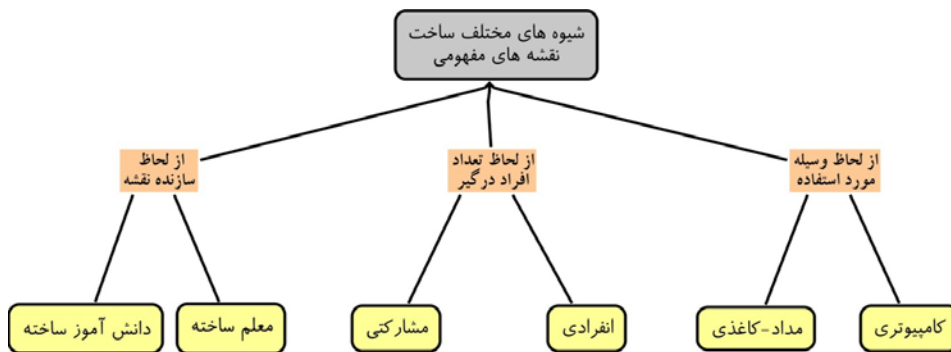 شیوه های مختلف ساخت
نقشه های مفهومی
از لحاظ وسیله
مورد استفاده
از لحاظ تعداد
افراد درگیر
از لحاظ
سازنده نقشه
کامپیوتری
مداد-کاغذی
انفرادی
مشارکتی
معلم ساخته
دانش آموز ساخته